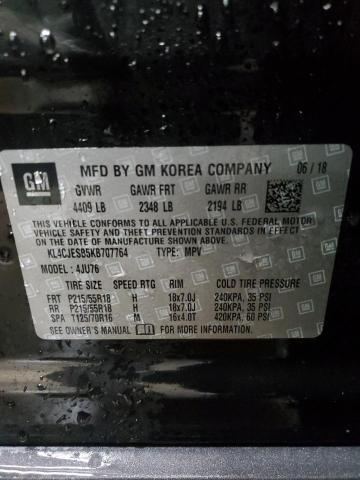 GM
MFD BY GM KOREA COMPANY 06 / 18
GVWR GAWR FRT GAWR RR
4409 LB 2348 LB 2194 LB
THIS VEHICLE CONFORMS TO ALL APPLICABLE U.S. FEDERAL MOTOR
VEHICLE SAFETY AND THEFT PREVENTION STANDARDS IN EFFECT
ON THE DATE OF MANUFACTURE SHOWN ABOVE.
KL4CJESB5KB707764 TYPE: MPV
MODEL: 4JU76
TIRE SIZE SPEED RTG RIM COLD TIRE PRESSURE
FRT P215/55R18 H 18x7.0J 240KPA, 35 PSI
RR P215/55R18 H 18x7.0J 240KPA, 35 PSI
SPA T125/70R16 M 16x4.0T 420KPA, 60 PSI
SEE OWNER'S MANUAL FOR MORE INFORMATION.